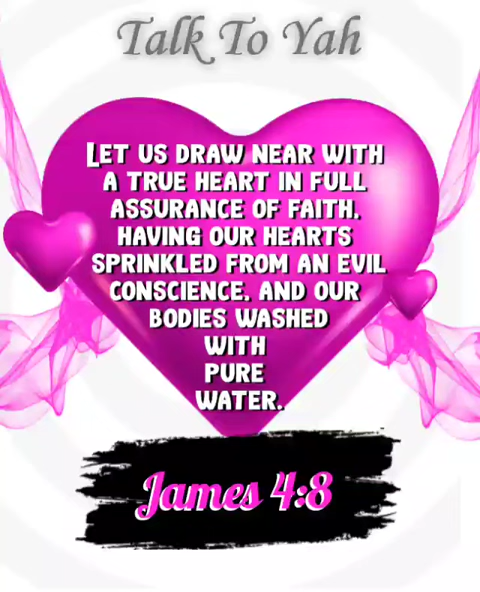 Talk To Yah
Let us draw near with
a true heart in full
assurance of faith,
having our hearts
sprinkled from an evil
conscience, and our
bodies washed
with
pure
water.
James 4:8